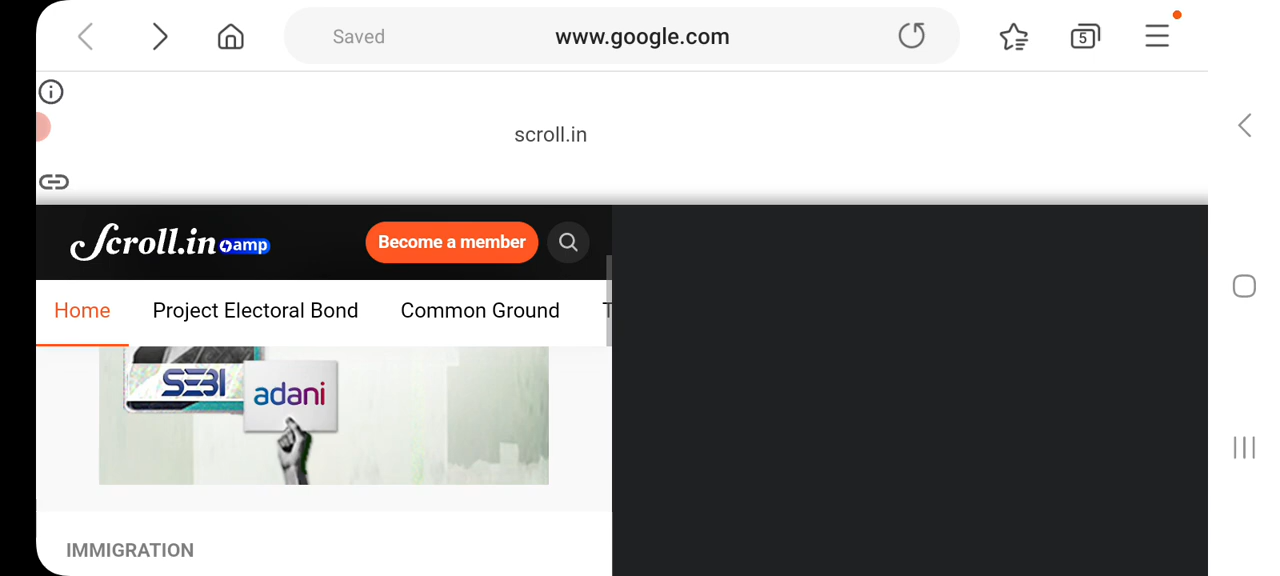 Saved
www.google.com
5
scroll.in
Scroll.in amp
Become a member
Home
Project Electoral Bond
Common Ground
T
SEBI
adani
IMMIGRATION